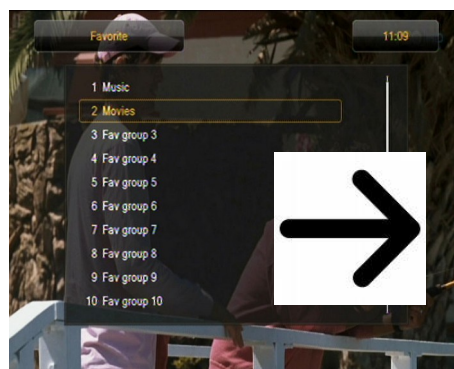 Favorite
11:09
1 Music
2 Movies
3 Fav group 3
4 Fav group 4
5 Fav group 5
6 Fav group 6
7 Fav group 7
8 Fav group 8
9 Fav group 9
10 Fav group 10